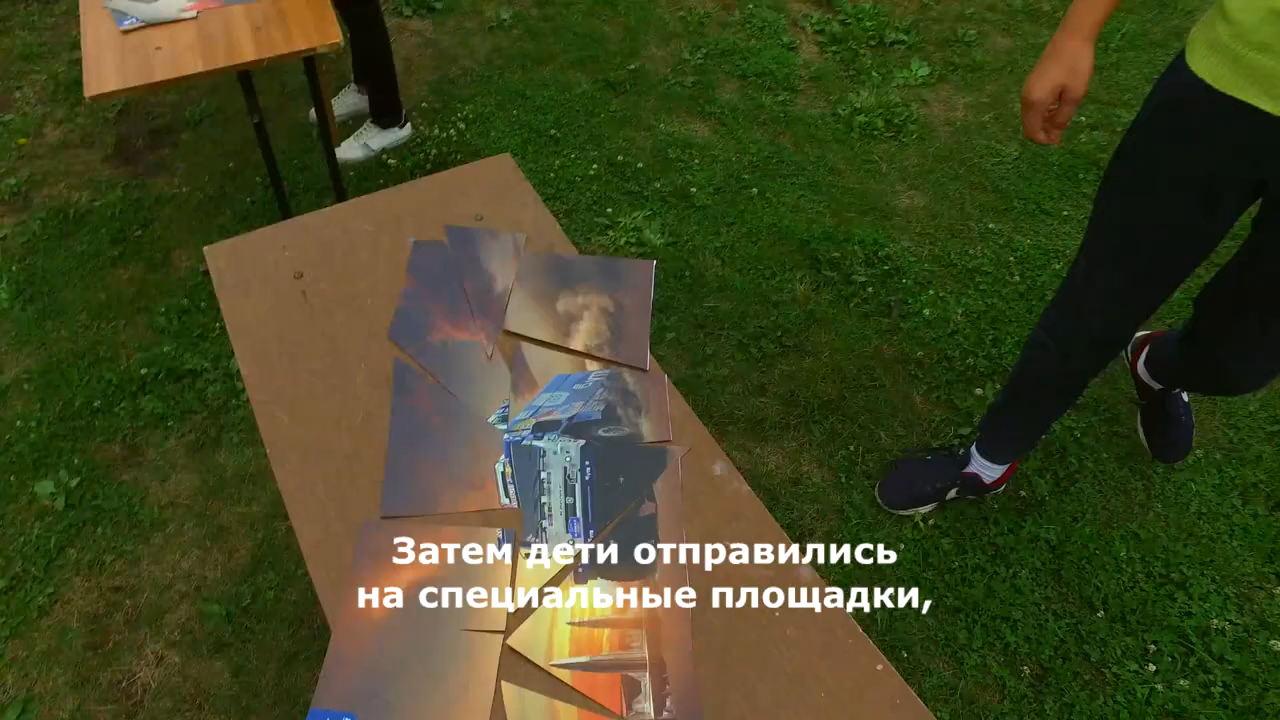 Затем дети отправились
на специальные площадки,